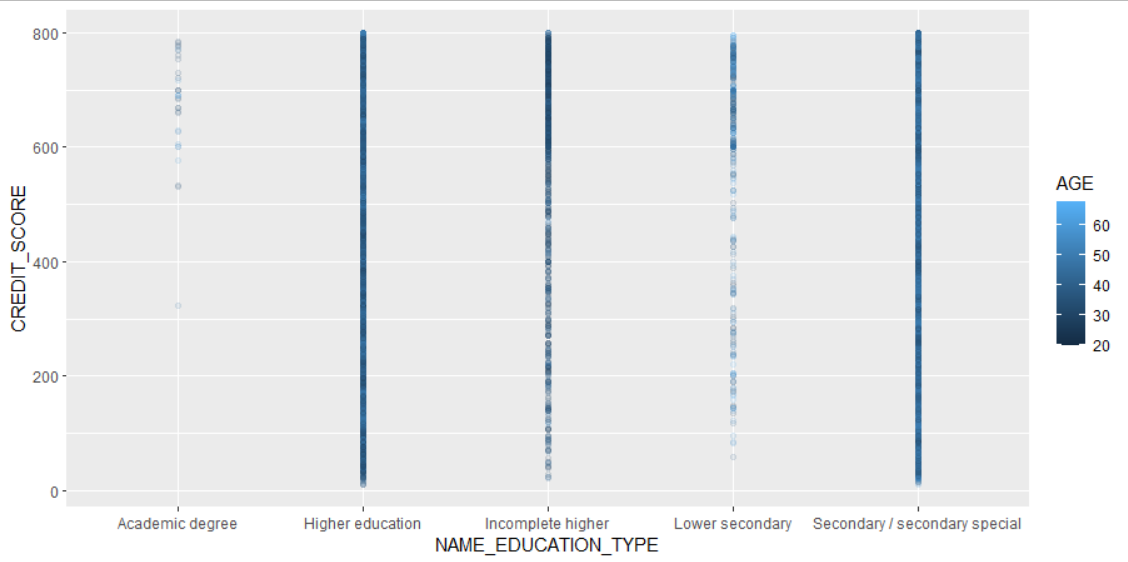 CREDIT_SCORE
800
600
400
200
0
Academic degree
Higher education
Incomplete higher
Lower secondary
Secondary / secondary special
NAME_EDUCATION_TYPE
AGE
60
50
40
30
20